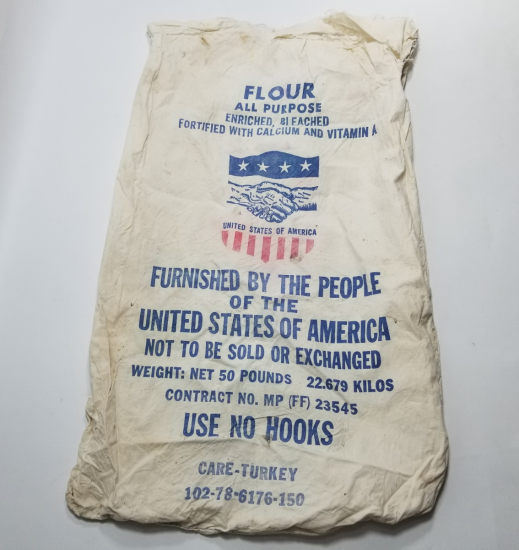 FLOUR
ALL PURPOSE
ENRICHED, BLEACHED
FORTIFIED WITH CALCIUM AND VITAMIN A
UNITED STATES OF AMERICA
FURNISHED BY THE PEOPLE
OF THE
UNITED STATES OF AMERICA
NOT TO BE SOLD OR EXCHANGED
WEIGHT: NET 50 POUNDS 22.679 KILOS
CONTRACT NO. MP (FF) 23545
USE NO HOOKS
CARE-TURKEY
102-78-6176-150